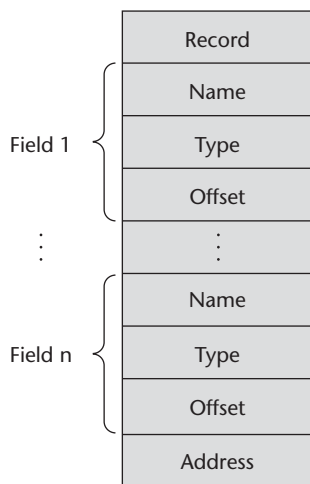 Record
Field 1
Name
Type
Offset
⋮ ⋮
Field n
Name
Type
Offset
Address